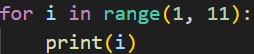 for i in range(1, 11):
    print(i)